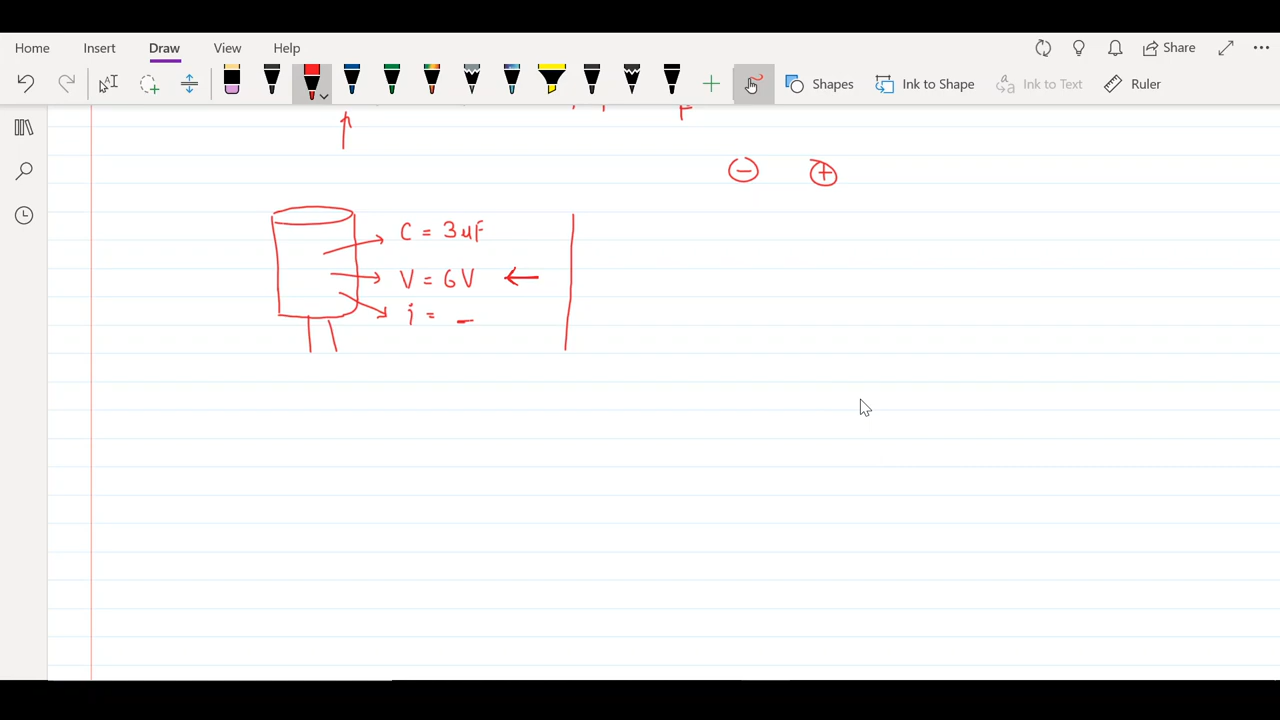 Home Insert Draw View Help Share
Shapes Ink to Shape Ink to Text Ruler
- +
C = 3uF
V = 6V ←
i = _